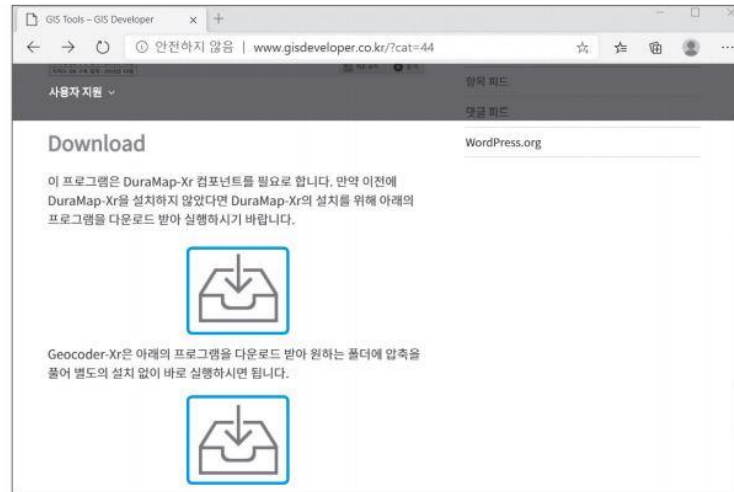 GIS Tools – GIS Developer
안전하지 않음 | www.gisdeveloper.co.kr/?cat=44
사용자 지원
항목 피드
댓글 피드
WordPress.org
Download
이 프로그램은 DuraMap-Xr 컴포넌트를 필요로 합니다. 만약 이전에
DuraMap-Xr을 설치하지 않았다면 DuraMap-Xr의 설치를 위해 아래의
프로그램을 다운로드 받아 실행하시기 바랍니다.
Geocoder-Xr은 아래의 프로그램을 다운로드 받아 원하는 폴더에 압축을
풀어 별도의 설치 없이 바로 실행하시면 됩니다.